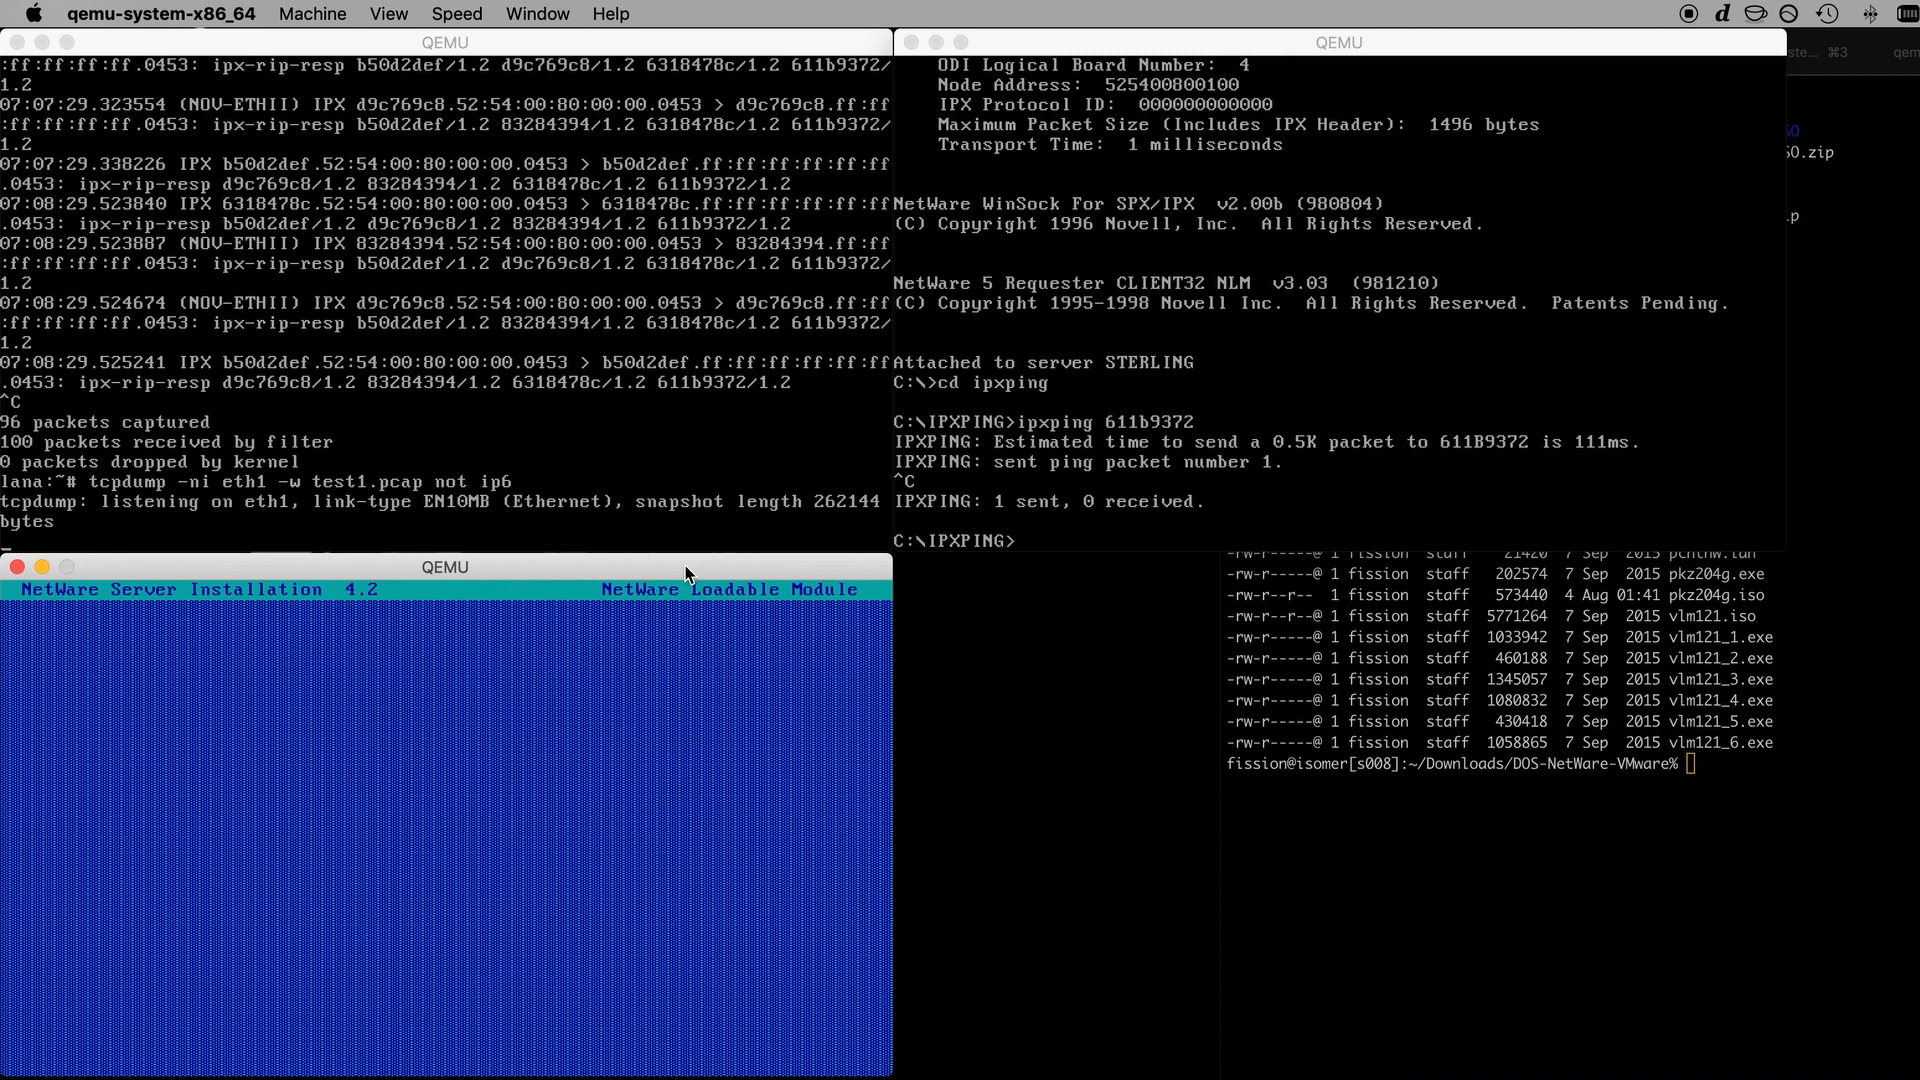 qemu-system-x86_64 Machine View Speed Window Help
QEMU
:ff:ff:ff:ff.0453: ipx-rip-resp b50d2def/1.2 d9c769c8/1.2 6318478c/1.2 611b9372/
1.2
07:07:29.323554 (NOV-ETHII) IPX d9c769c8.52:54:00:80:00:00.0453 > d9c769c8.ff:ff
:ff:ff:ff:ff.0453: ipx-rip-resp b50d2def/1.2 83284394/1.2 6318478c/1.2 611b9372/
1.2
07:07:29.338226 IPX b50d2def.52:54:00:80:00:00.0453 > b50d2def.ff:ff:ff:ff:ff:ff
.0453: ipx-rip-resp d9c769c8/1.2 83284394/1.2 6318478c/1.2 611b9372/1.2
07:08:29.523840 IPX 6318478c.52:54:00:80:00:00.0453 > 6318478c.ff:ff:ff:ff:ff:ff
.0453: ipx-rip-resp b50d2def/1.2 d9c769c8/1.2 83284394/1.2 611b9372/1.2
07:08:29.523887 (NOV-ETHII) IPX 83284394.52:54:00:80:00:00.0453 > 83284394.ff:ff
:ff:ff:ff:ff.0453: ipx-rip-resp b50d2def/1.2 d9c769c8/1.2 6318478c/1.2 611b9372/
1.2
07:08:29.524674 (NOV-ETHII) IPX d9c769c8.52:54:00:80:00:00.0453 > d9c769c8.ff:ff
:ff:ff:ff:ff.0453: ipx-rip-resp b50d2def/1.2 83284394/1.2 6318478c/1.2 611b9372/
1.2
07:08:29.525241 IPX b50d2def.52:54:00:80:00:00.0453 > b50d2def.ff:ff:ff:ff:ff:ff
.0453: ipx-rip-resp d9c769c8/1.2 83284394/1.2 6318478c/1.2 611b9372/1.2
^C
96 packets captured
100 packets received by filter
0 packets dropped by kernel
lana:~# tcpdump -ni eth1 -w test1.pcap not ip6
tcpdump: listening on eth1, link-type EN10MB (Ethernet), snapshot length 262144
bytes
QEMU
ODI Logical Board Number: 4
Node Address: 525400800100
IPX Protocol ID: 000000000000
Maximum Packet Size (Includes IPX Header): 1496 bytes
Transport Time: 1 milliseconds
NetWare WinSock For SPX/IPX v2.00b (980804)
(C) Copyright 1996 Novell, Inc. All Rights Reserved.
NetWare 5 Requester CLIENT32 NLM v3.03 (981210)
(C) Copyright 1995-1998 Novell Inc. All Rights Reserved. Patents Pending.
Attached to server STERLING
C:\>cd ipxping
C:\IPXPING>ipxping 611b9372
IPXPING: Estimated time to send a 0.5K packet to 611B9372 is 111ms.
IPXPING: sent ping packet number 1.
^C
IPXPING: 1 sent, 0 received.
C:\IPXPING>
ste... ⌘3 qem
60
60.zip
.p
QEMU
NetWare Server Installation 4.2 NetWare Loadable Module
-rw-r-----@ 1 fission staff 21420 7 Sep 2015 pcntnw.lan
-rw-r-----@ 1 fission staff 202574 7 Sep 2015 pkz204g.exe
-rw-r--r-- 1 fission staff 573440 4 Aug 01:41 pkz204g.iso
-rw-r--r--@ 1 fission staff 5771264 7 Sep 2015 vlm121.iso
-rw-r-----@ 1 fission staff 1033942 7 Sep 2015 vlm121_1.exe
-rw-r-----@ 1 fission staff 460188 7 Sep 2015 vlm121_2.exe
-rw-r-----@ 1 fission staff 1345057 7 Sep 2015 vlm121_3.exe
-rw-r-----@ 1 fission staff 1080832 7 Sep 2015 vlm121_4.exe
-rw-r-----@ 1 fission staff 430418 7 Sep 2015 vlm121_5.exe
-rw-r-----@ 1 fission staff 1058865 7 Sep 2015 vlm121_6.exe
fission@isomer[s008]:~/Downloads/DOS-NetWare-VMware%